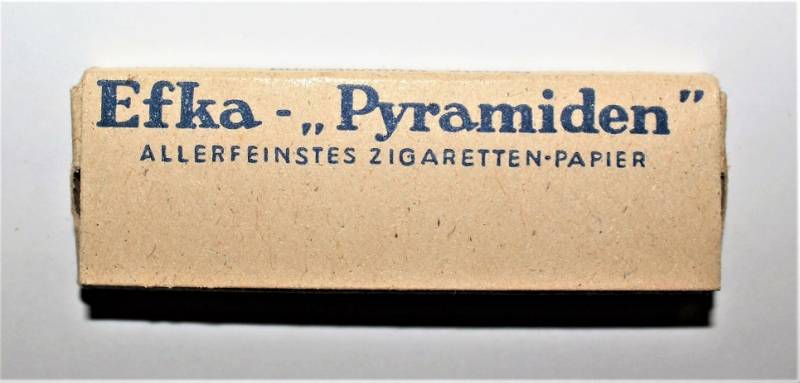 Efka - „Pyramiden”
ALLERFEINSTES ZIGARETTEN-PAPIER